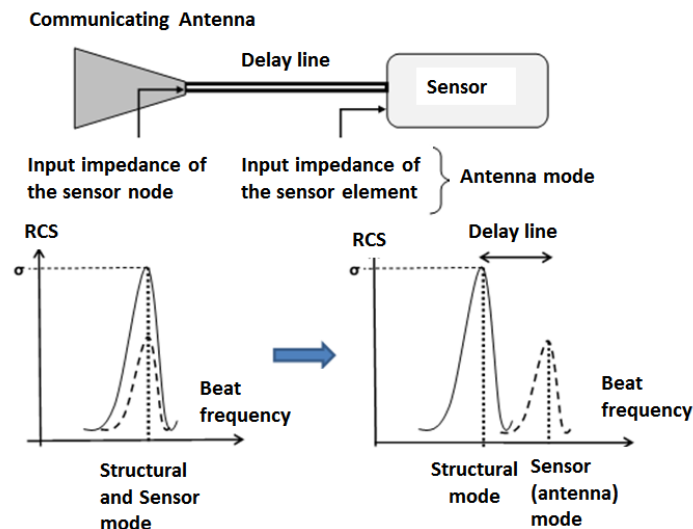 Communicating Antenna
Delay line
Sensor
Input impedance of
the sensor node
Input impedance of
the sensor element
Antenna mode
RCS
σ
Beat
frequency
Structural
and Sensor
mode
RCS
Delay line
σ
Beat
frequency
Structural
mode
Sensor
(antenna)
mode